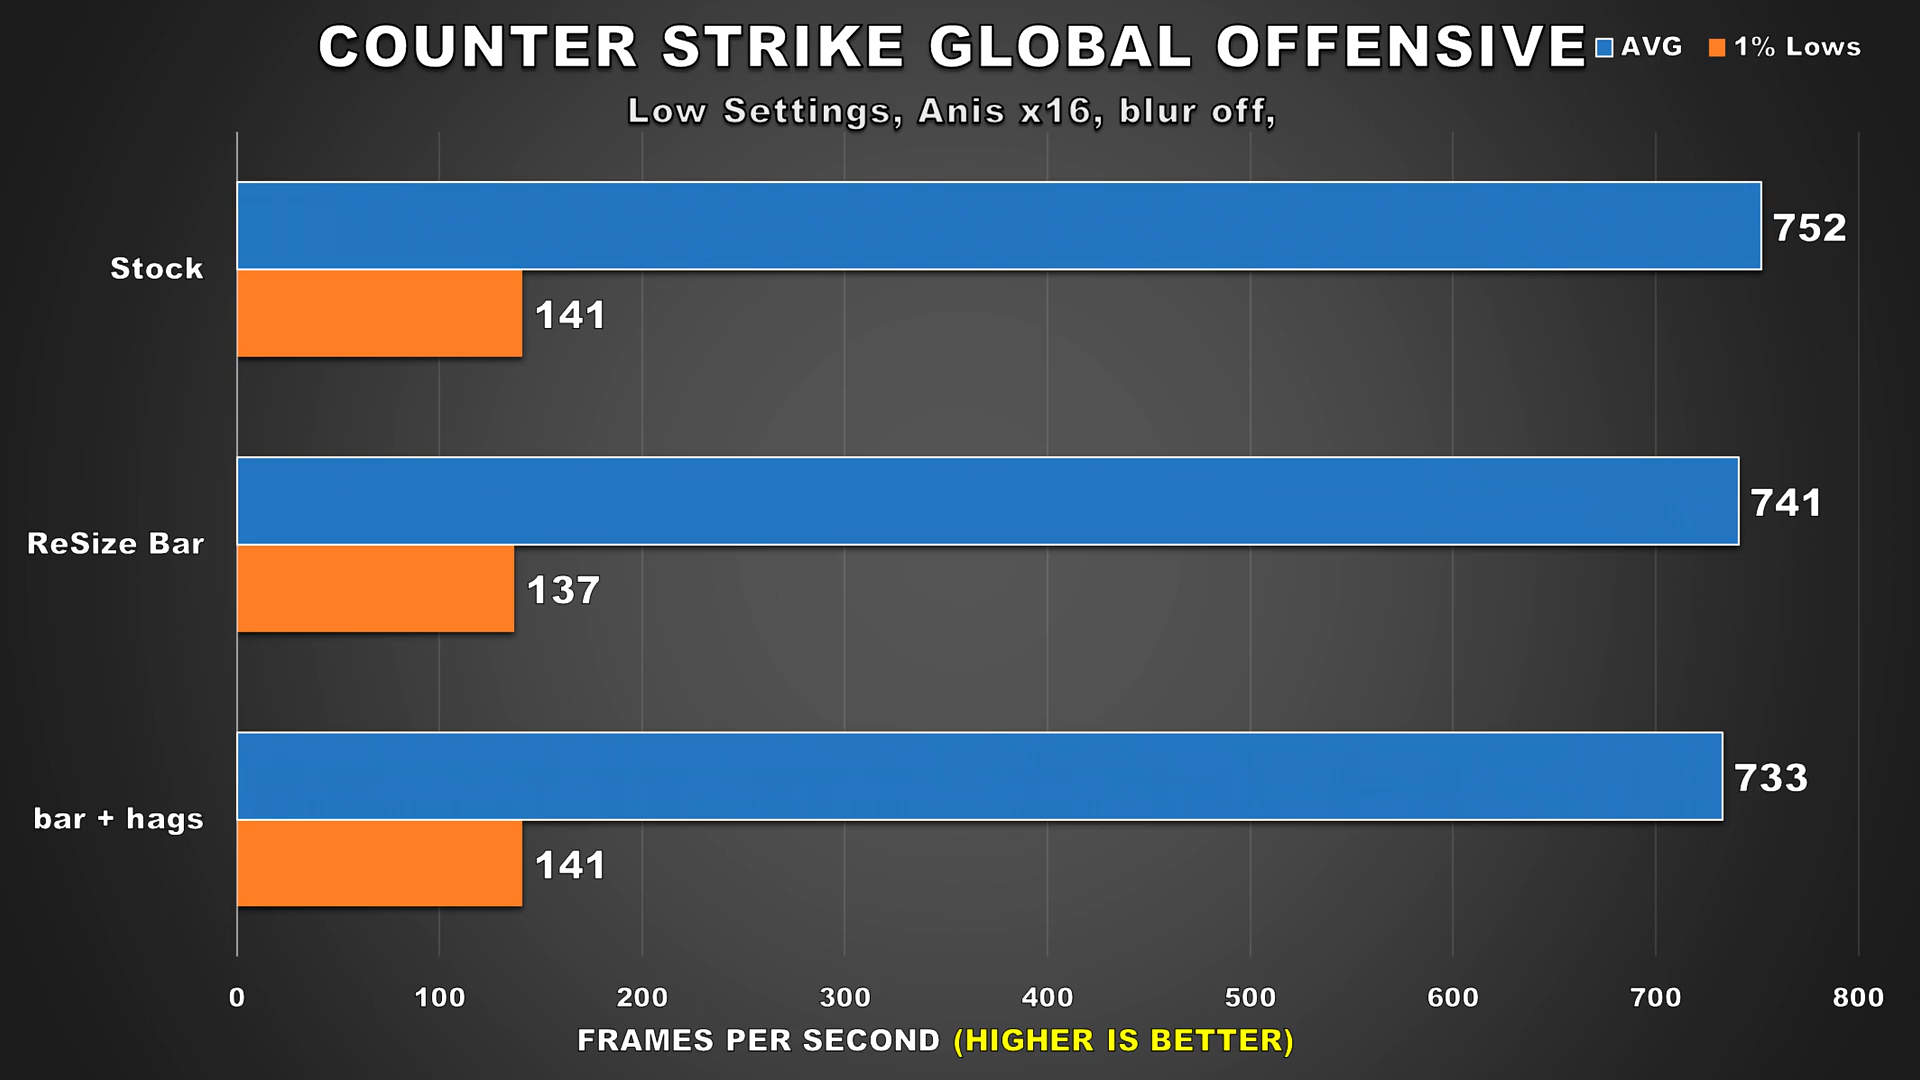 COUNTER STRIKE GLOBAL OFFENSIVE
AVG
1% Lows
Low Settings, Anis x16, blur off,
Stock
752
141
ReSize Bar
741
137
bar + hags
733
141
0 100 200 300 400 500 600 700 800
FRAMES PER SECOND (HIGHER IS BETTER)